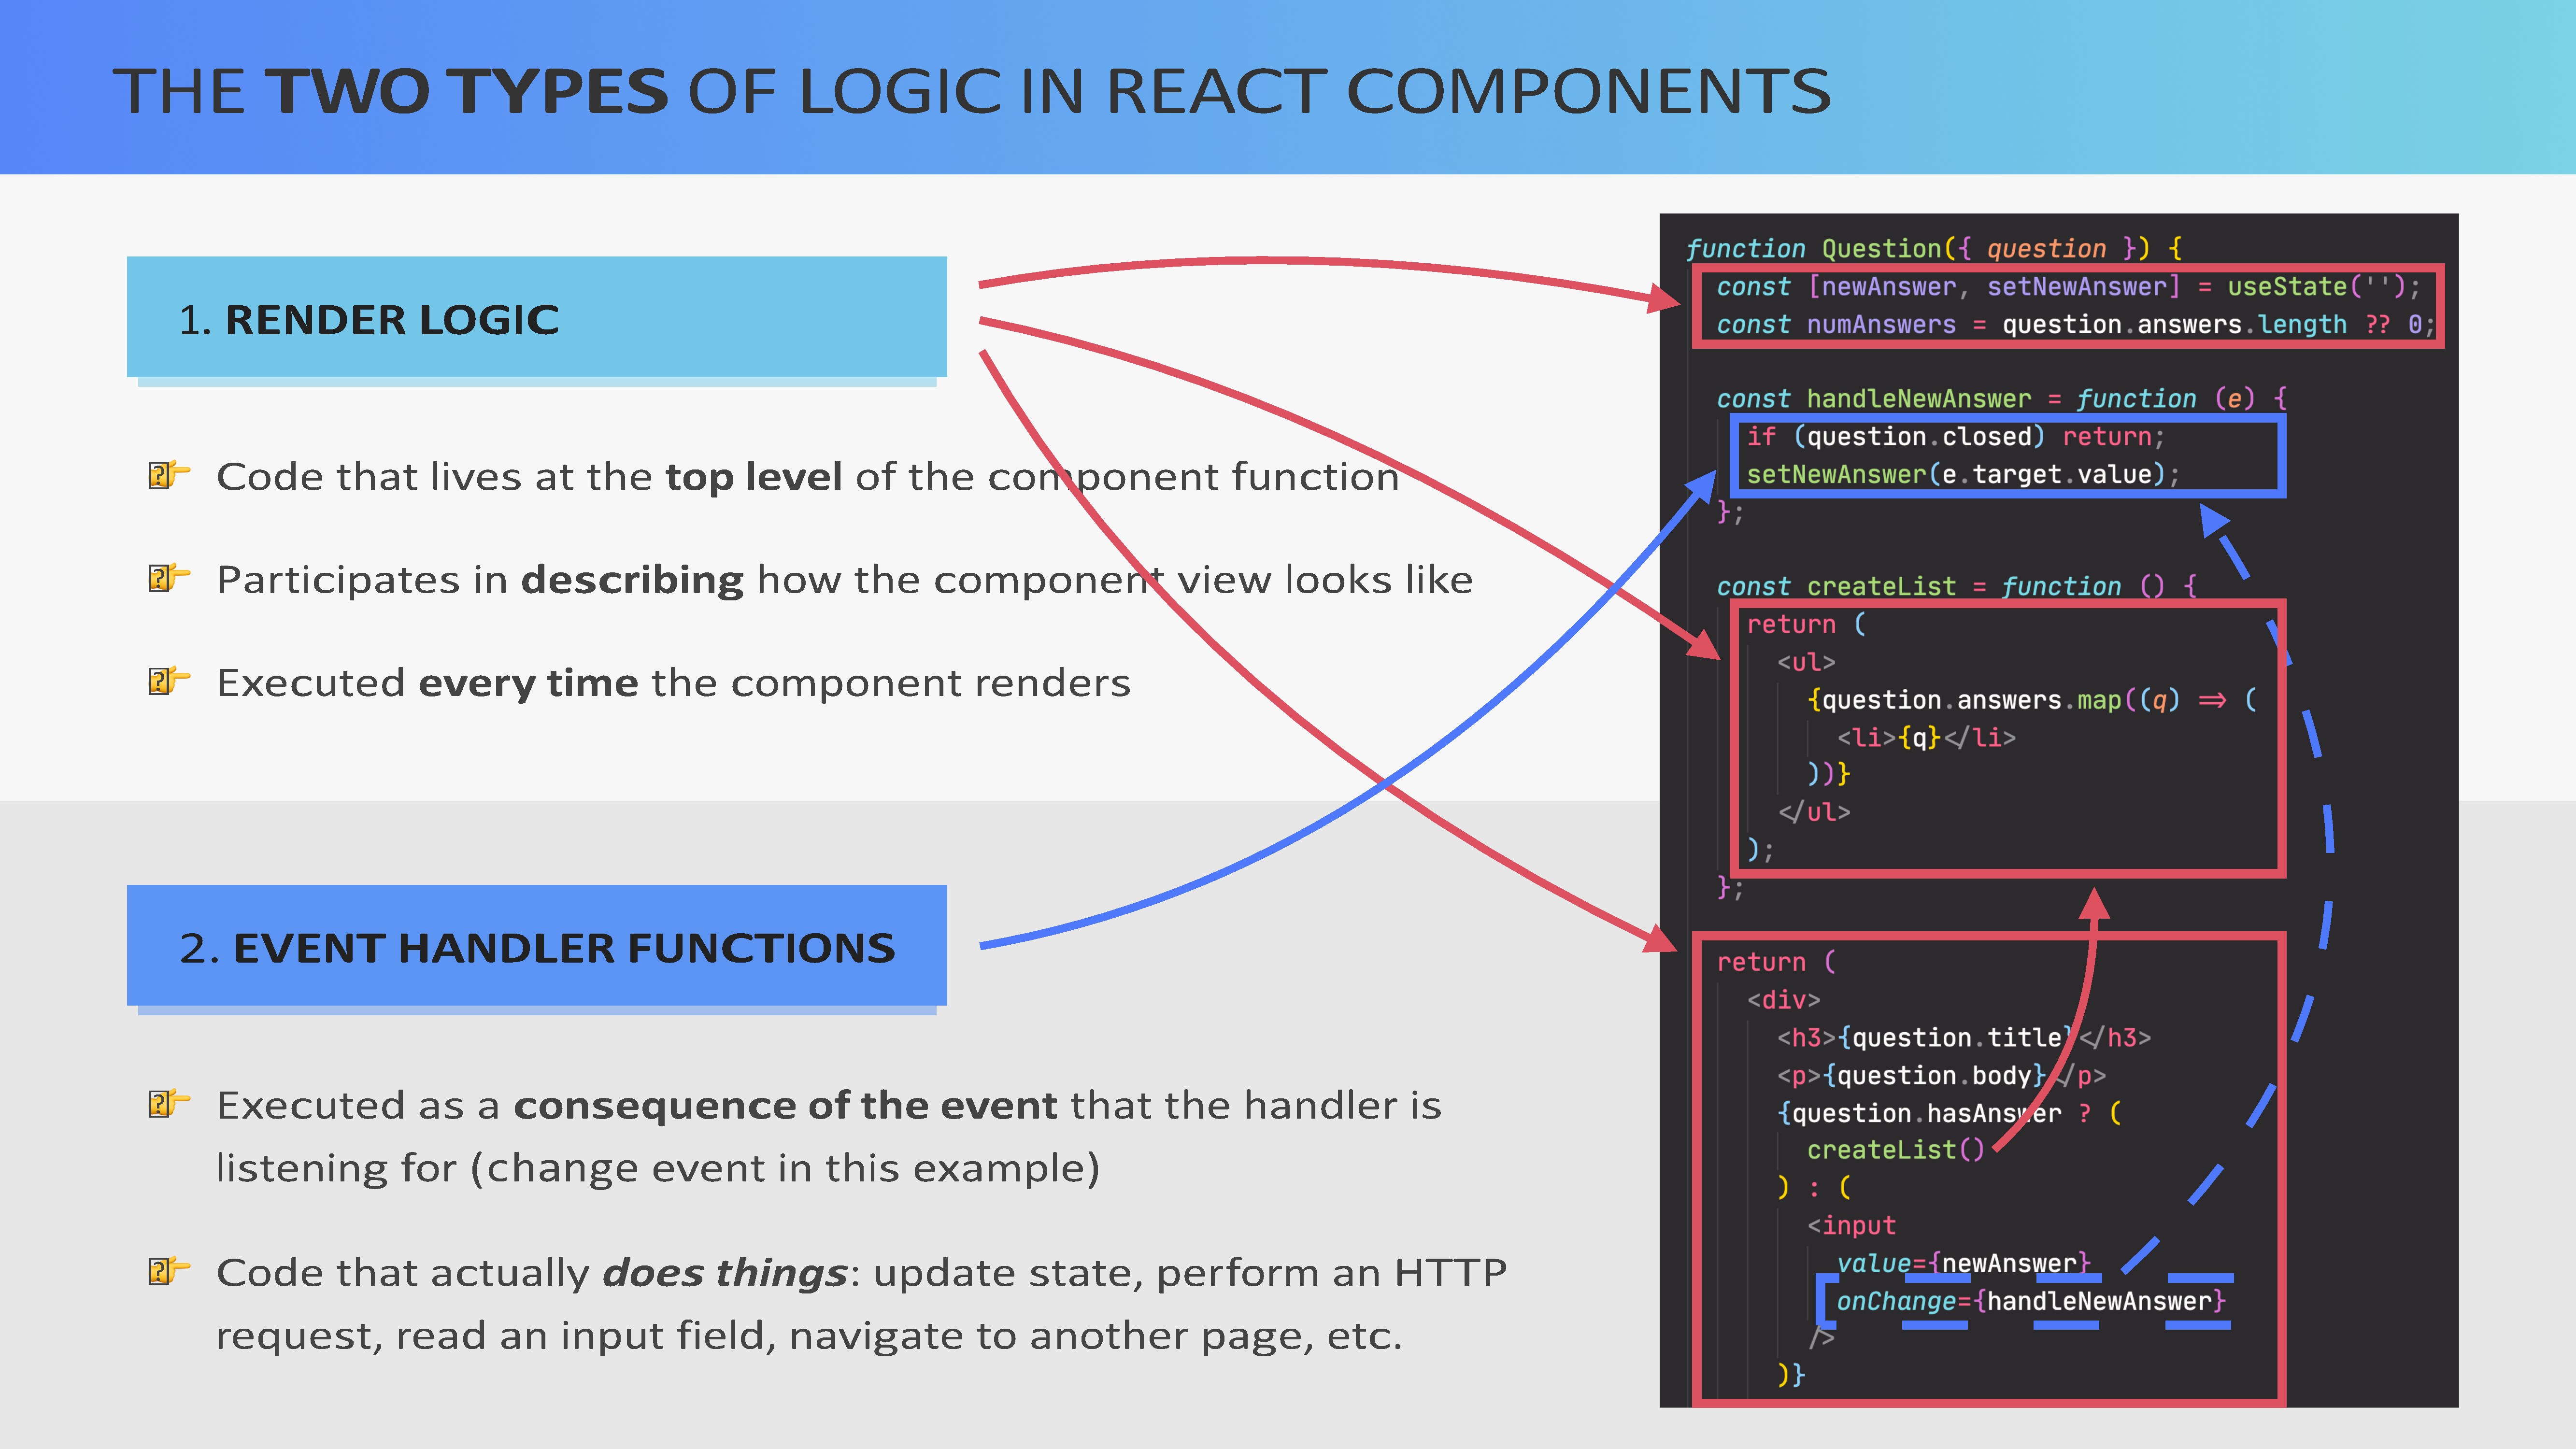 THE TWO TYPES OF LOGIC IN REACT COMPONENTS
1. RENDER LOGIC
Code that lives at the top level of the component function
Participates in describing how the component view looks like
Executed every time the component renders
2. EVENT HANDLER FUNCTIONS
Executed as a consequence of the event that the handler is
listening for (change event in this example)
Code that actually does things: update state, perform an HTTP
request, read an input field, navigate to another page, etc.
function Question({ question }) {
const [newAnswer, setNewAnswer] = useState('');
const numAnswers = question.answers.length ?? 0;
const handleNewAnswer = function (e) {
if (question.closed) return;
setNewAnswer(e.target.value);
};
const createList = function () {
return (
<ul>
{question.answers.map((q) => (
<li>{q}</li>
))}
</ul>
);
};
return (
<div>
<h3>{question.title}</h3>
<p>{question.body}</p>
{question.hasAnswer ? (
createList()
) : (
<input
value={newAnswer}
onChange={handleNewAnswer}
/>
)}